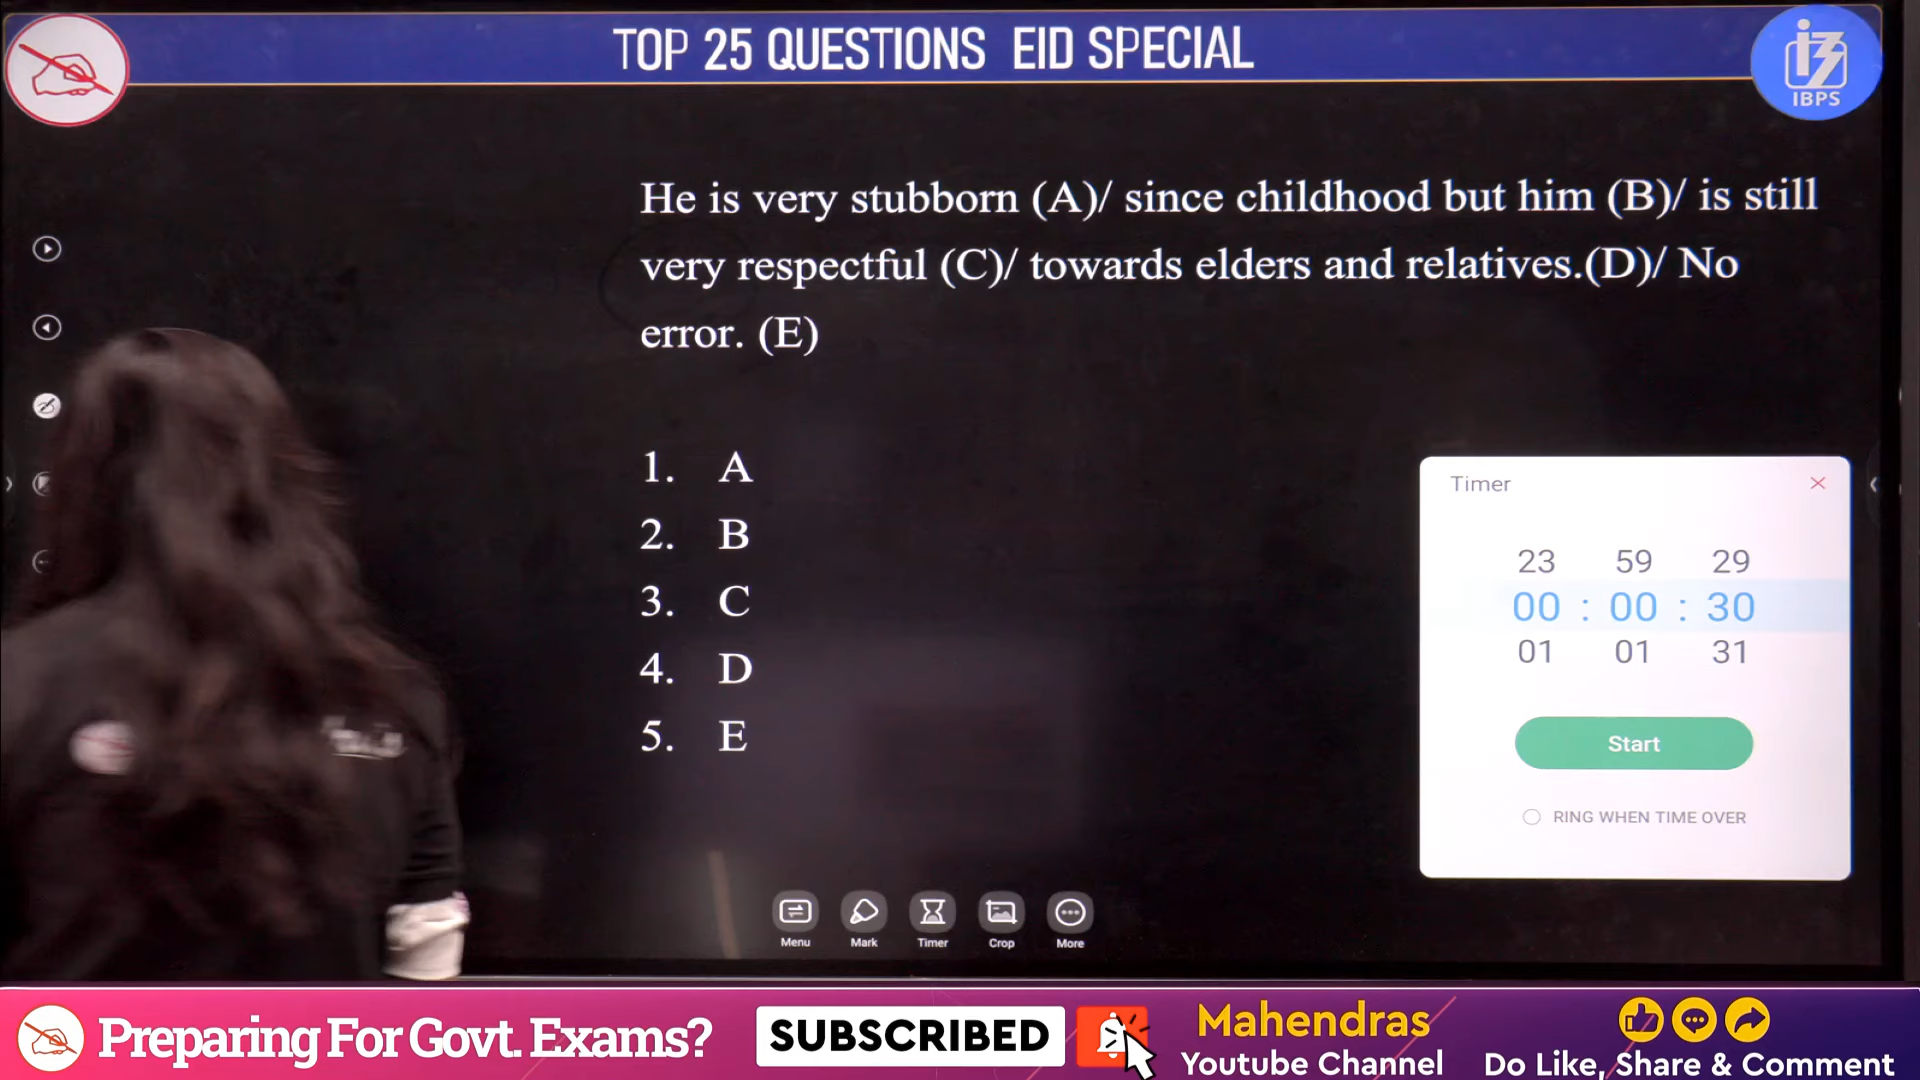 TOP 25 QUESTIONS EID SPECIAL
IBPS
He is very stubborn (A)/ since childhood but him (B)/ is still
very respectful (C)/ towards elders and relatives.(D)/ No
error. (E)
1. A
2. B
3. C
4. D
5. E
Timer
23 59 29
00 : 00 : 30
01 01 31
Start
RING WHEN TIME OVER
Menu Mark Timer Crop More
Preparing For Govt. Exams?
SUBSCRIBED
Mahendras
Youtube Channel
Do Like, Share & Comment